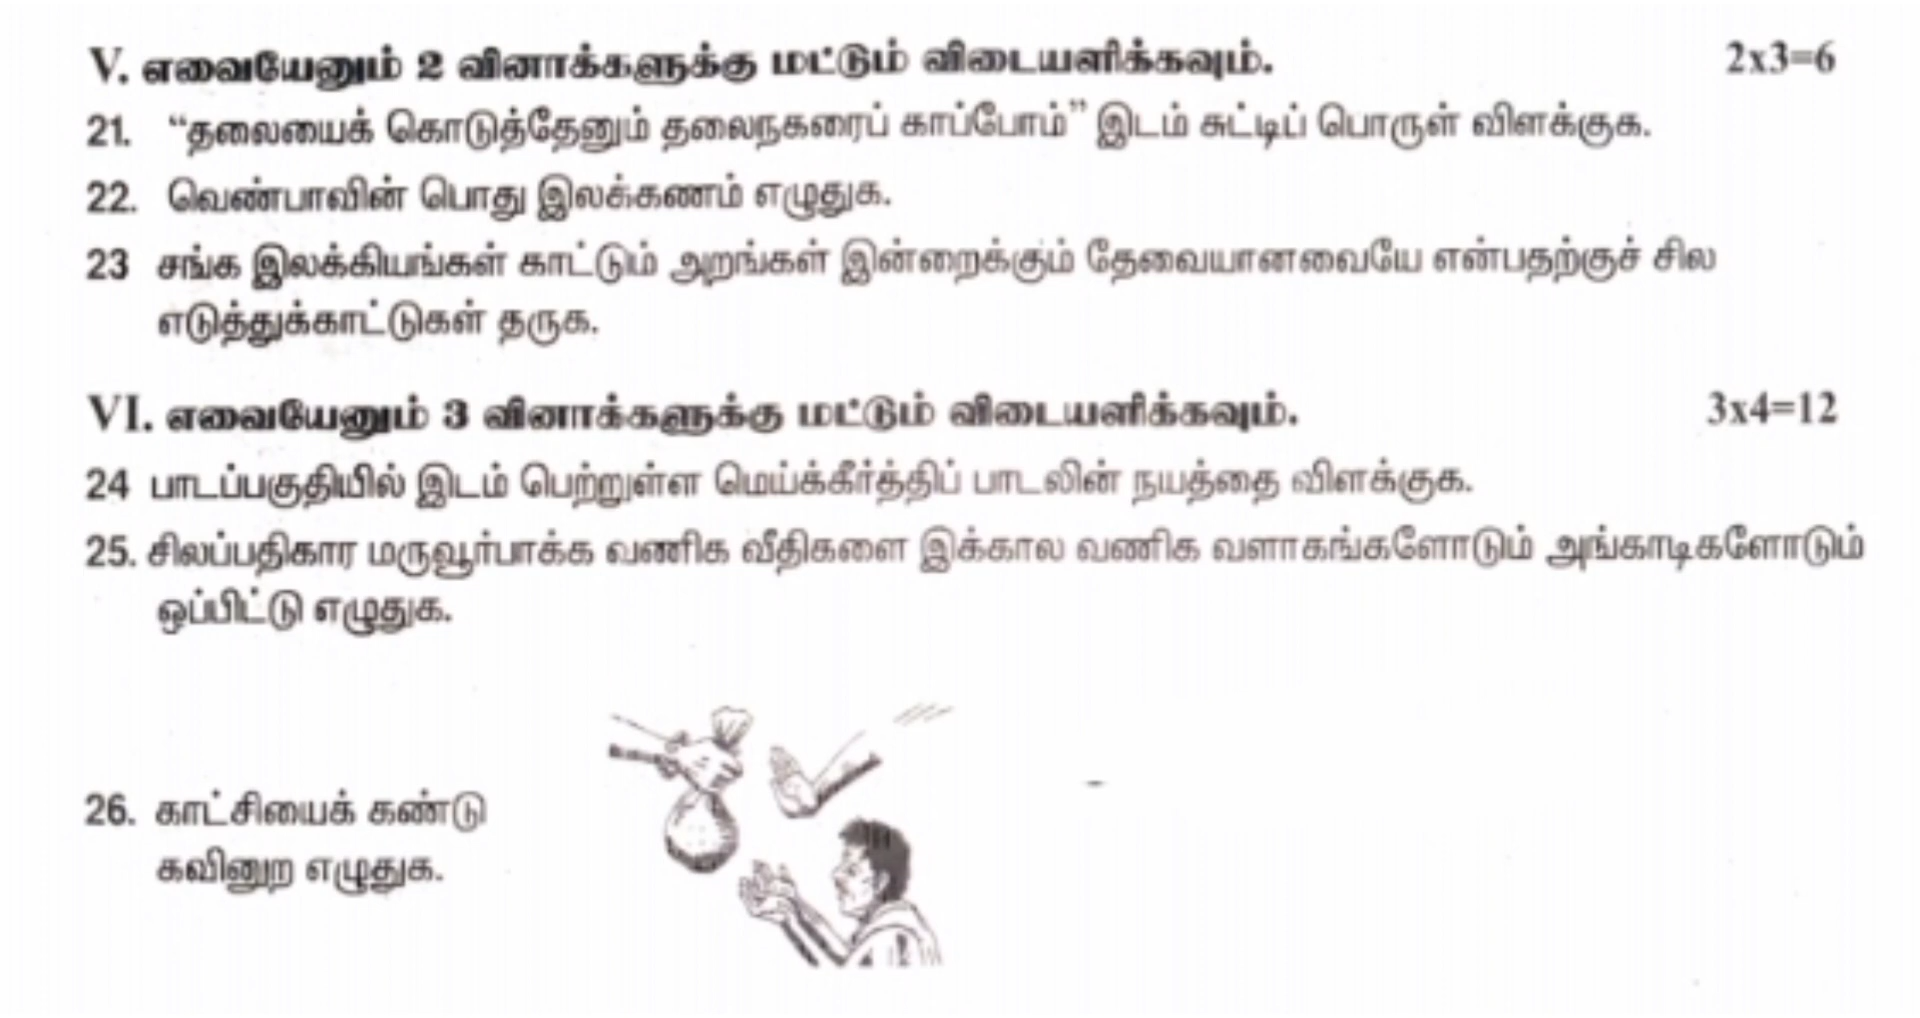 V. எவையேனும் 2 வினாக்களுக்கு மட்டும் விடையளிக்கவும். 2x3=6
21. “தலையைக் கொடுத்தேனும் தலைநகரைப் காப்போம்” இடம் சுட்டிப் பொருள் விளக்குக.
22. வெண்பாவின் பொது இலக்கணம் எழுதுக.
23 சங்க இலக்கியங்கள் காட்டும் அறங்கள் இன்றைக்கும் தேவையானவையே என்பதற்குச் சில
எடுத்துக்காட்டுகள் தருக.
VI. எவையேனும் 3 வினாக்களுக்கு மட்டும் விடையளிக்கவும். 3x4=12
24 பாடப்பகுதியில் இடம் பெற்றுள்ள மெய்க்கீர்த்திப் பாடலின் நயத்தை விளக்குக.
25. சிலப்பதிகார மருவூர்பாக்க வணிக வீதிகளை இக்கால வணிக வளாகங்களோடும் அங்காடிகளோடும்
ஒப்பிட்டு எழுதுக.
26. காட்சியைக் கண்டு
கவினுற எழுதுக.